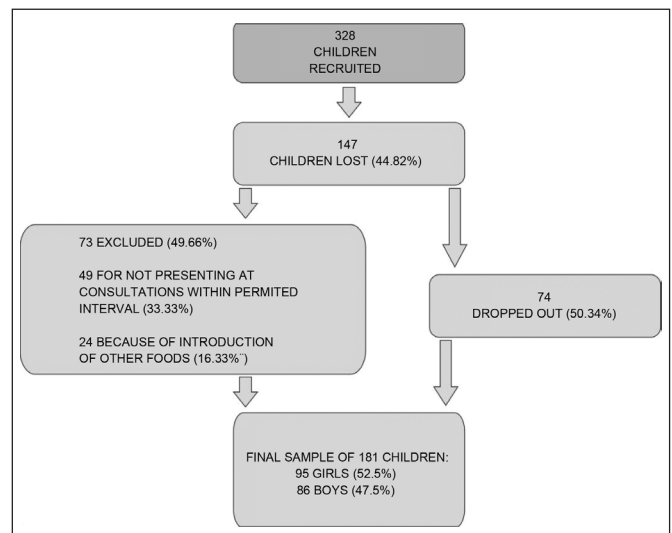 328
CHILDREN
RECRUITED
147
CHILDREN LOST (44.82%)
73 EXCLUDED (49.66%)
49 FOR NOT PRESENTING AT
CONSULTATIONS WITHIN PERMITED
INTERVAL (33.33%)
24 BECAUSE OF INTRODUCTION
OF OTHER FOODS (16.33%¨)
74
DROPPED OUT (50.34%)
FINAL SAMPLE OF 181 CHILDREN:
95 GIRLS (52.5%)
86 BOYS (47.5%)